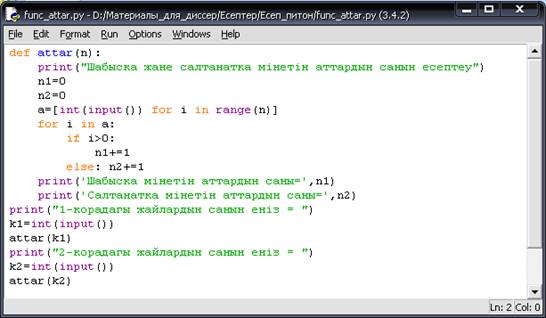 func_attar.py - D:/Материалы_для_диссер/Есептер/Есеп_питон/func_attar.py (3.4.2)
File Edit Format Run Options Windows Help
def attar(n):
    print("Шабыска жане салтанатка мінетін аттардын санын есептеу")
    n1=0
    n2=0
    a=[int(input()) for i in range(n)]
    for i in a:
        if i>0:
            n1+=1
        else: n2+=1
    print('Шабыска мінетін аттардын саны=',n1)
    print('Салтанатка мінетін аттардын саны=',n2)
print("1-корадагы жайлардын санын еніз = ")
k1=int(input())
attar(k1)
print("2-корадагы жайлардын санын еніз = ")
k2=int(input())
attar(k2)
Ln: 2 Col: 0